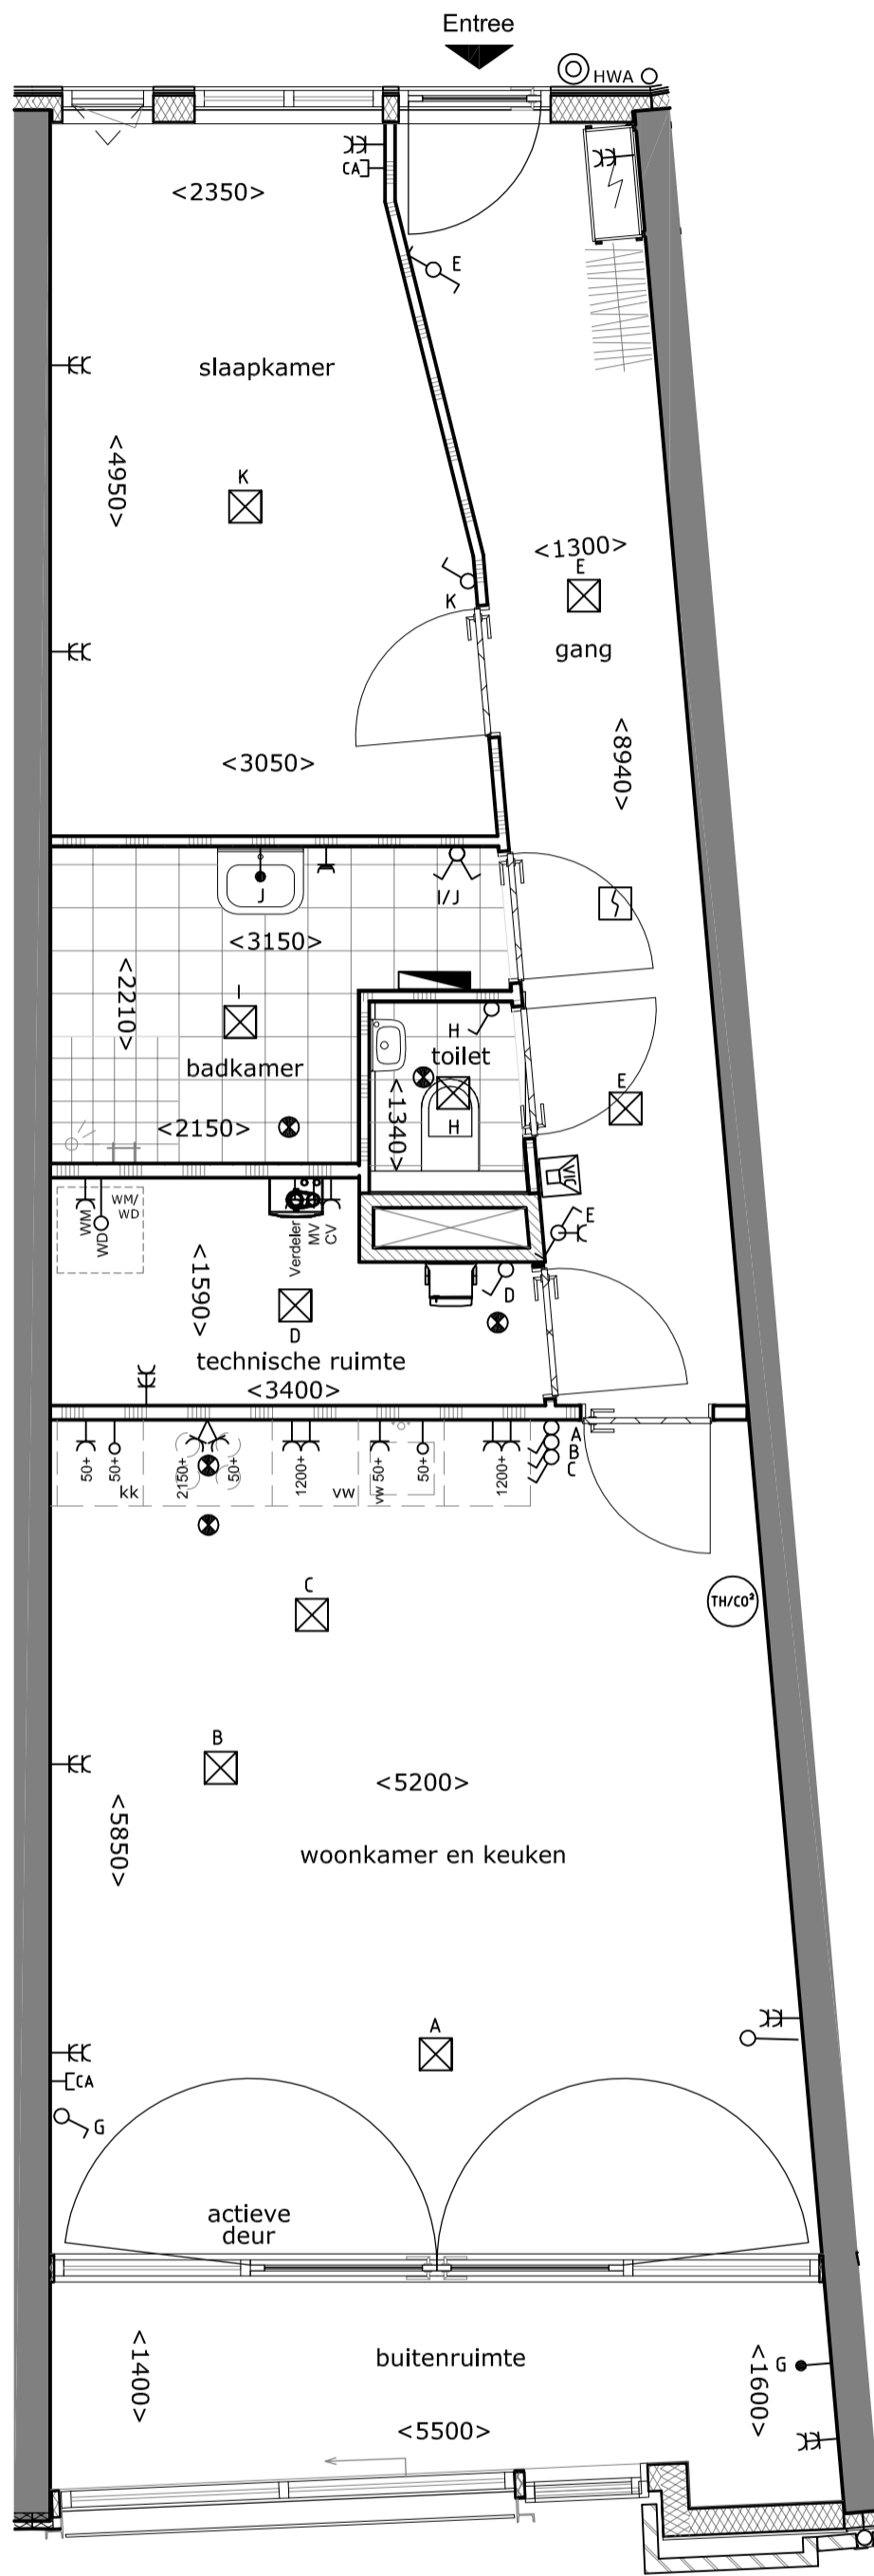 Entree
HWA
CA
<2350>
E
slaapkamer
<4950>
K
<1300>
E
K
gang
<3050>
<8940>
J
I/J
<3150>
<2210>
I
H
toilet
badkamer
E
<1340>
H
<2150>
WM/
WD
WM
WD
Verdeler
MV
CV
E
<1590>
D
D
technische ruimte
<3400>
A
B
C
50+
50+
kk
2150+
50+
1200+
vw
vw 50+
50+
1200+
C
TH/CO²
B
<5200>
<5850>
woonkamer en keuken
A
CA
G
actieve
deur
buitenruimte
<1400>
<1600>
G
<5500>